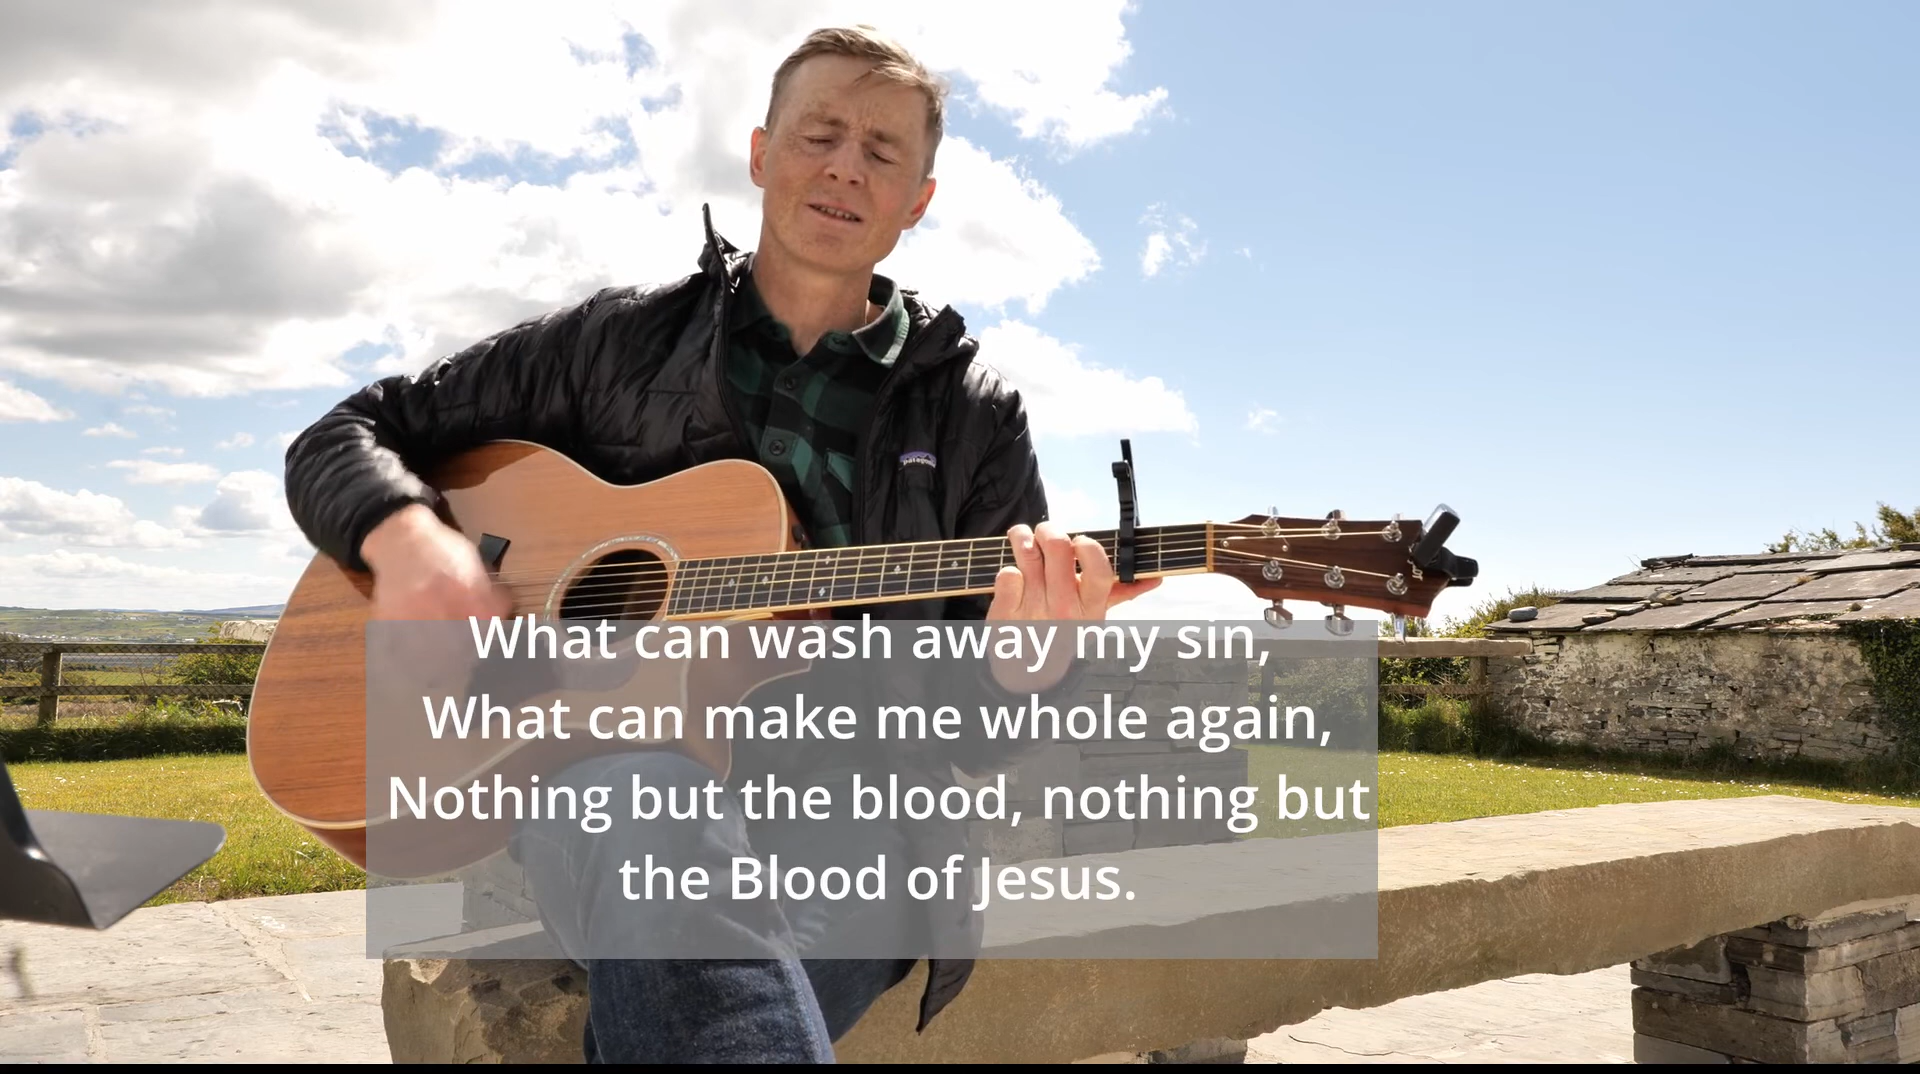 patagonia
What can wash away my sin,
What can make me whole again,
Nothing but the blood, nothing but
the Blood of Jesus.